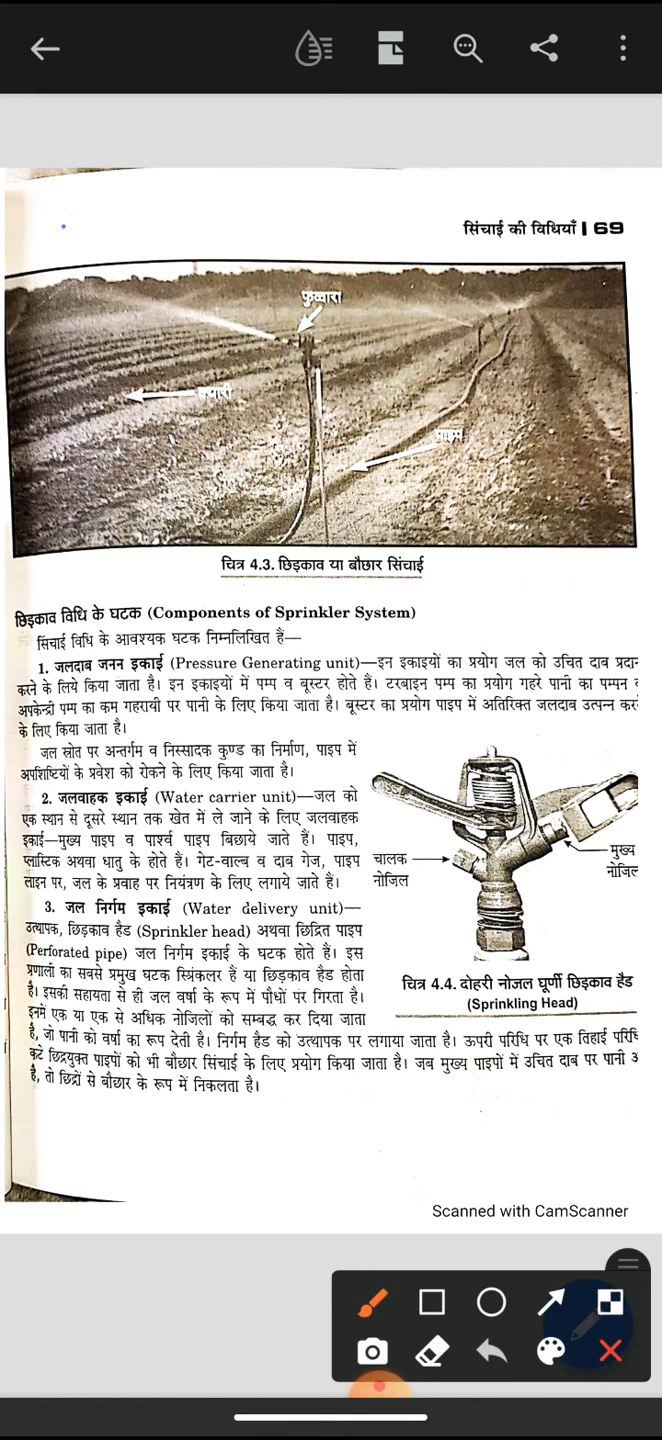 सिंचाई की विधियाँ | 69
फुव्वारा
क्यारी
पाइप
चित्र 4.3. छिड़काव या बौछार सिंचाई
छिड़काव विधि के घटक (Components of Sprinkler System)
सिंचाई विधि के आवश्यक घटक निम्नलिखित हैं—
1. जलदाब जनन इकाई (Pressure Generating unit)—इन इकाइयों का प्रयोग जल को उचित दाब प्रदान
करने के लिये किया जाता है। इन इकाइयों में पम्प व बूस्टर होते हैं। टरबाइन पम्प का प्रयोग गहरे पानी का पम्पन
अपकेन्द्री पम्प का कम गहरायी पर पानी के लिए किया जाता है। बूस्टर का प्रयोग पाइप में अतिरिक्त जलदाब उत्पन्न
के लिए किया जाता है।
जल स्रोत पर अन्तर्गम व निस्सादक कुण्ड का निर्माण, पाइप में
अपशिष्टियों के प्रवेश को रोकने के लिए किया जाता है।
2. जलवाहक इकाई (Water carrier unit)—जल को
एक स्थान से दूसरे स्थान तक खेत में ले जाने के लिए जलवाहक
इकाई—मुख्य पाइप व पार्श्व पाइप बिछाये जाते हैं। पाइप,
प्लास्टिक अथवा धातु के होते हैं। गेट-वाल्व व दाब गेज, पाइप
लाइन पर, जल के प्रवाह पर नियंत्रण के लिए लगाये जाते हैं।
3. जल निर्गम इकाई (Water delivery unit)—
उत्थापक, छिड़काव हैड (Sprinkler head) अथवा छिद्रित पाइप
(Perforated pipe) जल निर्गम इकाई के घटक होते हैं। इस
प्रणाली का सबसे प्रमुख घटक स्प्रिंकलर हैं या छिड़काव हैड होता
है। इसकी सहायता से ही जल वर्षा के रूप में पौधों पर गिरता है।
इनमें एक या एक से अधिक नोजिलों को सम्बद्ध कर दिया जाता
चालक
नोजिल
मुख्य
नोजिल
चित्र 4.4. दोहरी नोजल घूर्णी छिड़काव हैड
(Sprinkling Head)
है, जो पानी को वर्षा का रूप देती है। निर्गम हैड को उत्थापक पर लगाया जाता है। ऊपरी परिधि पर एक तिहाई परिधि
कटे छिद्रयुक्त पाइपों को भी बौछार सिंचाई के लिए प्रयोग किया जाता है। जब मुख्य पाइपों में उचित दाब पर पानी
है, तो छिद्रों से बौछार के रूप में निकलता है।
Scanned with CamScanner